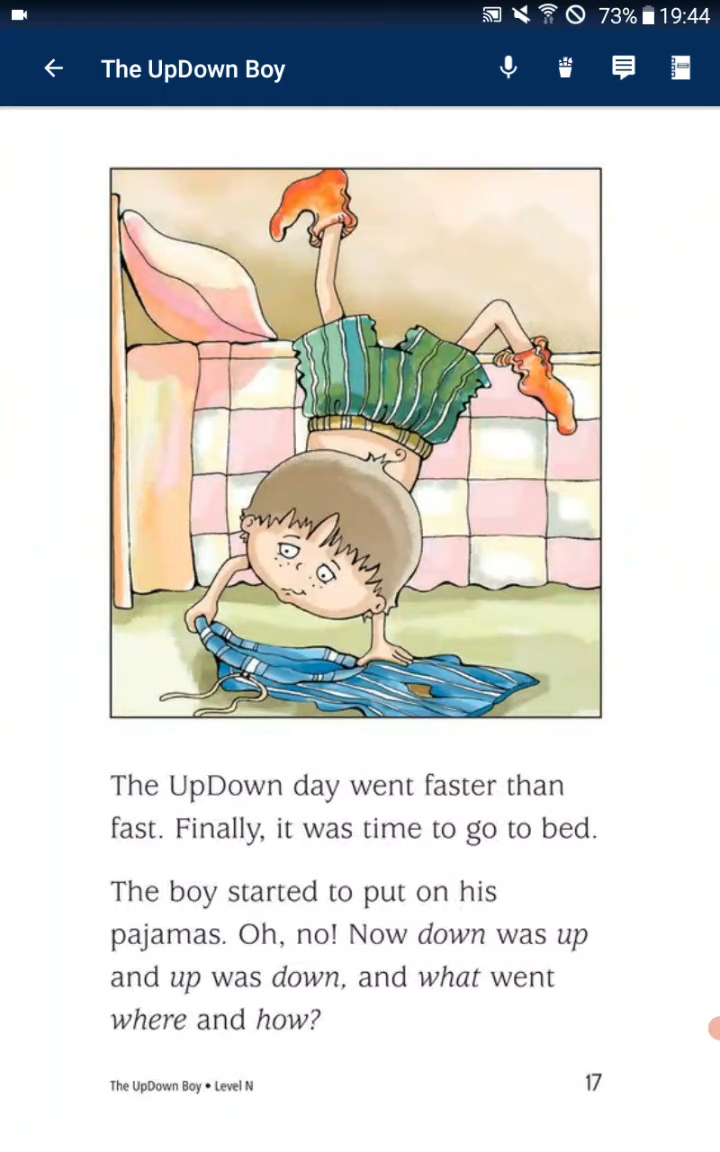 73% 19:44
The UpDown Boy
The UpDown day went faster than
fast. Finally, it was time to go to bed.
The boy started to put on his
pajamas. Oh, no! Now down was up
and up was down, and what went
where and how?
The UpDown Boy • Level N 17